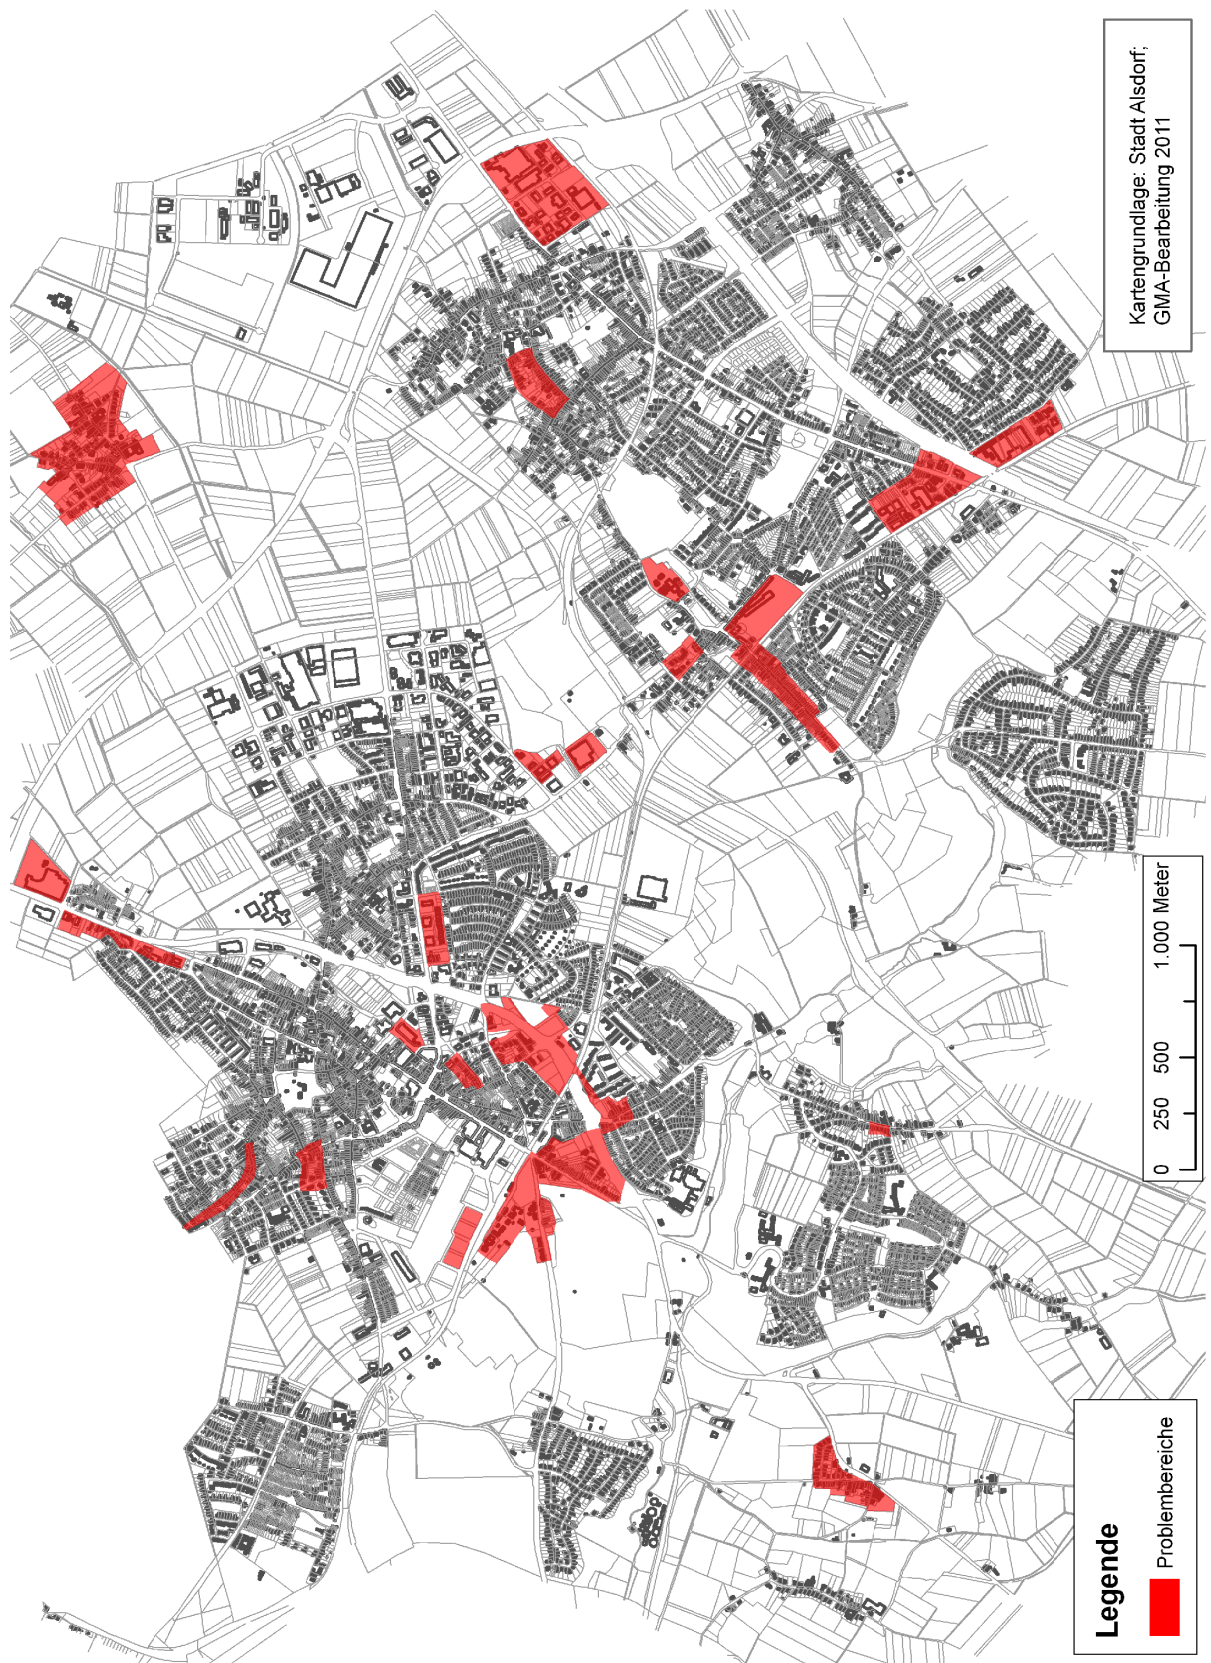 Legende
Problembereiche
0 250 500 1.000 Meter
Kartengrundlage: Stadt Alsdorf;
GMA-Bearbeitung 2011